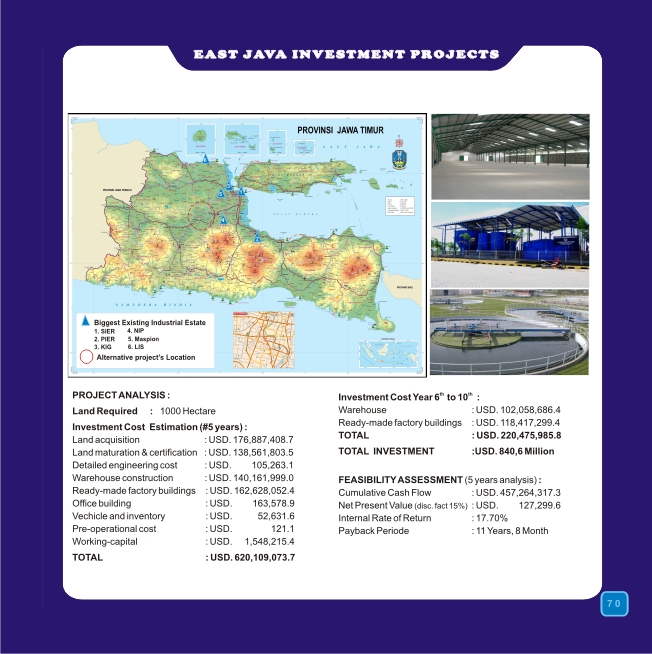 EAST JAVA INVESTMENT PROJECTS
PROVINSI JAWA TIMUR
Biggest Existing Industrial Estate
1. SIER 4. NIP
2. PIER 5. Maspion
3. KIG 6. LIS
Alternative project's Location
PROJECT ANALYSIS :
Land Required : 1000 Hectare
Investment Cost Estimation (#5 years) :
Land acquisition : USD. 176,887,408.7
Land maturation & certification : USD. 138,561,803.5
Detailed engineering cost : USD. 105,263.1
Warehouse construction : USD. 140,161,999.0
Ready-made factory buildings : USD. 162,628,052.4
Office building : USD. 163,578.9
Vechicle and inventory : USD. 52,631.6
Pre-operational cost : USD. 121.1
Working-capital : USD. 1,548,215.4
TOTAL : USD. 620,109,073.7
Investment Cost Year 6th to 10th :
Warehouse : USD. 102,058,686.4
Ready-made factory buildings : USD. 118,417,299.4
TOTAL : USD. 220,475,985.8
TOTAL INVESTMENT :USD. 840,6 Million
FEASIBILITY ASSESSMENT (5 years analysis) :
Cumulative Cash Flow : USD. 457,264,317.3
Net Present Value (disc. fact 15%) : USD. 127,299.6
Internal Rate of Return : 17.70%
Payback Periode : 11 Years, 8 Month
70